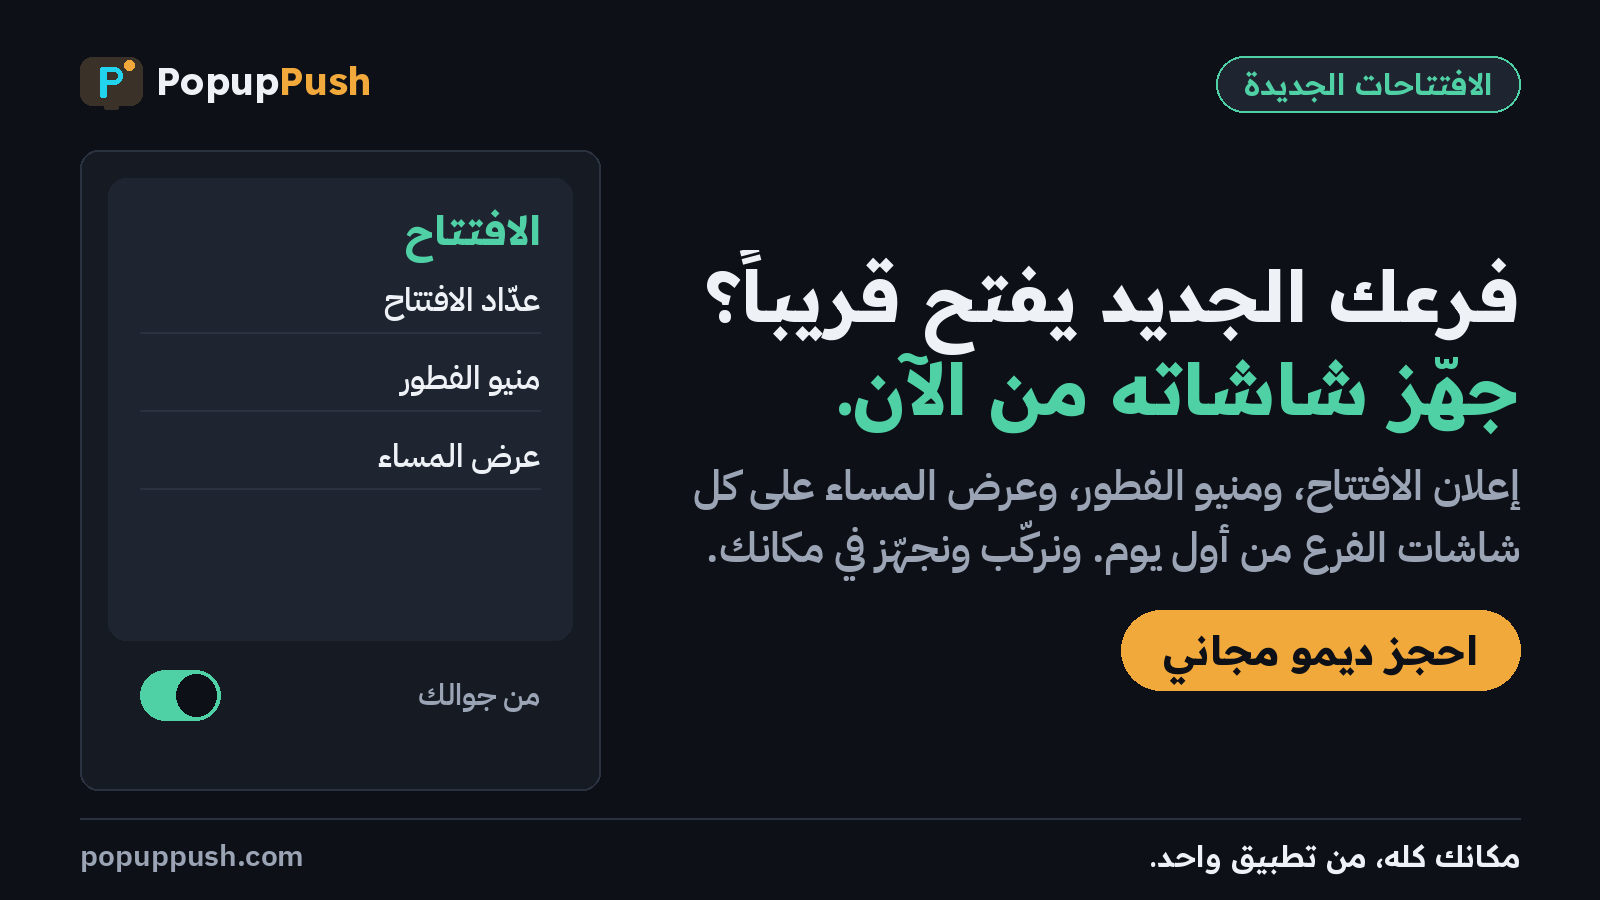 PopupPush
الافتتاحات الجديدة
فرعك الجديد يفتح قريباً؟
جهّز شاشاته من الآن.
إعلان الافتتاح، ومنيو الفطور، وعرض المساء على كل
شاشات الفرع من أول يوم. ونركّب ونجهّز في مكانك.
احجز ديمو مجاني
الافتتاح
عدّاد الافتتاح
منيو الفطور
عرض المساء
من جوالك
مكانك كله، من تطبيق واحد.
popuppush.com